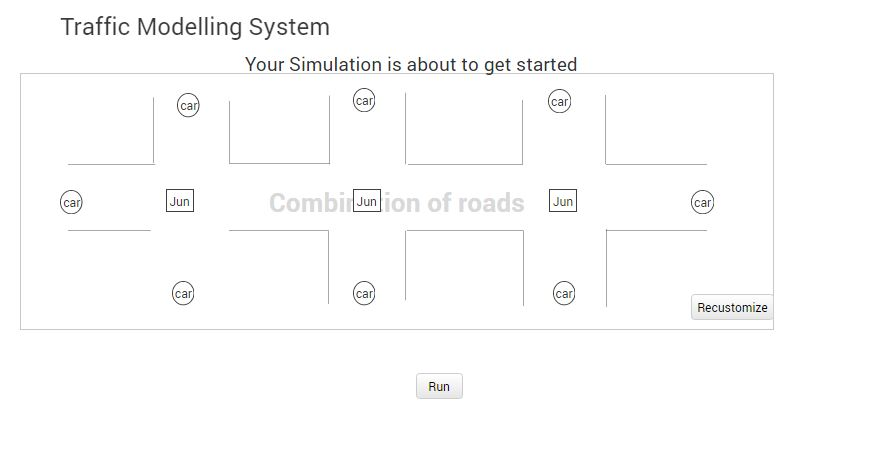 Traffic Modelling System
Your Simulation is about to get started
car car car
car Jun Combination of roads Jun Jun car
car car car
Recustomize
Run